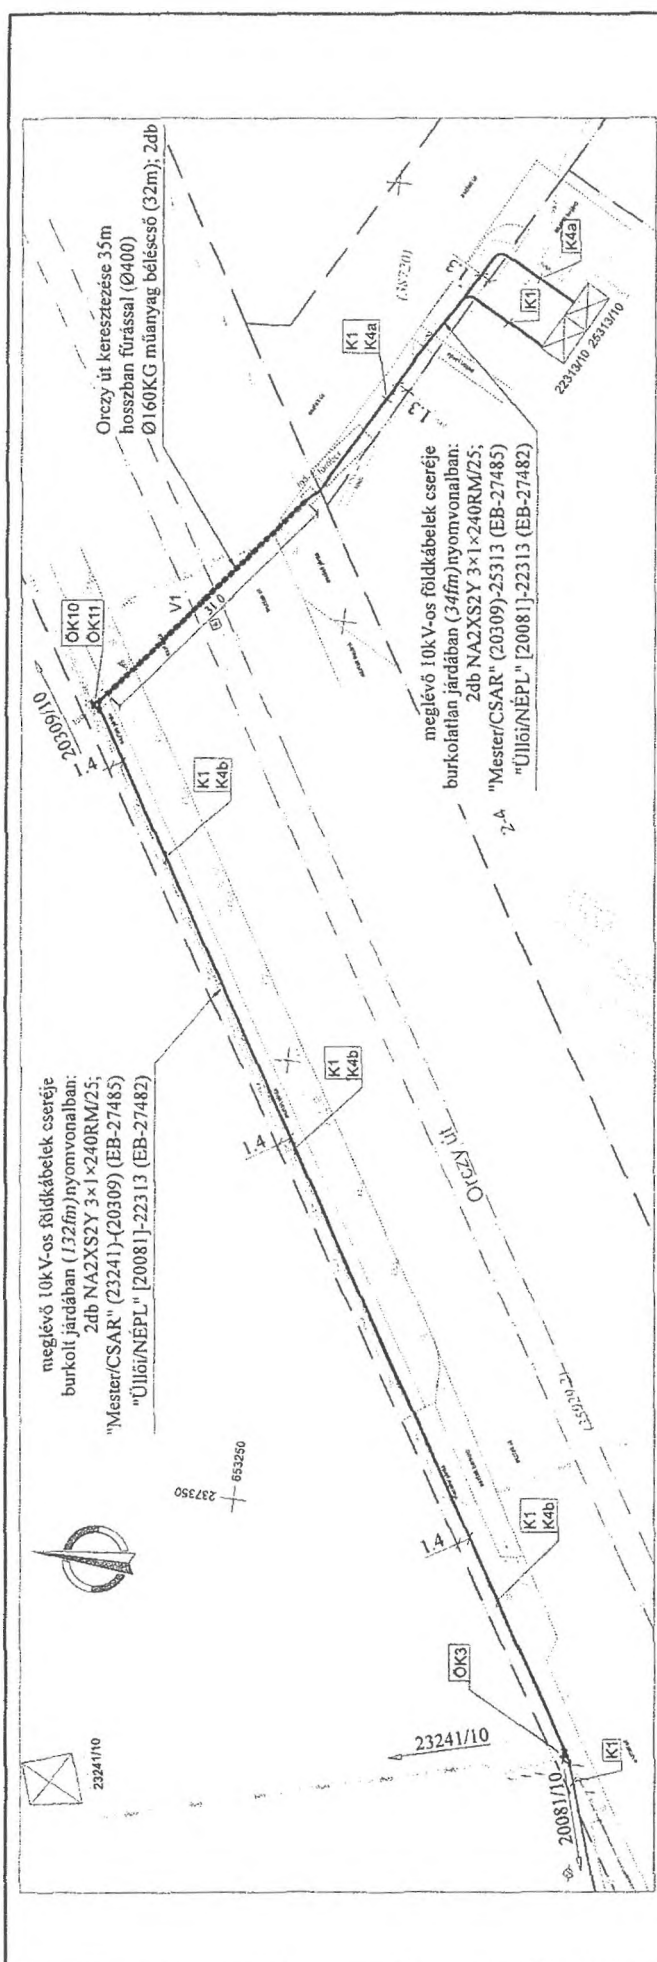 meglévő 10kV-os földkábelek cseréje
burkolt járdában (132fm)nyomvonalban:
2db NA2XS2Y 3×1×240RM/25;
"Mester/CSAR" (23241)-(20309) (EB-27485)
"Üllői/NÉPL" [20081]-22313 (EB-27482)
Orczy út keresztezése 35m
hosszban fúrással (Ø400)
Ø160KG műanyag béléscső (32m); 2db
meglévő 10kV-os földkábelek cseréje
burkolatlan járdában (34fm)nyomvonalban:
2db NA2XS2Y 3×1×240RM/25;
"Mester/CSAR" (20309)-25313 (EB-27485)
"Üllői/NÉPL" [20081]-22313 (EB-27482)
23241/10
237350
653250
20309/10
ÖK10
ÖK11
V1
31.0
1.4
K1
K4b
1.4
K1
K4b
1.4
K1
K4b
ÖK3
23241/10
20081/10
K1
Orczy út
(35929/2)
2-4
(38720)
K1
K4a
1.3
1.3
K1
K4a
22313/10
25313/10